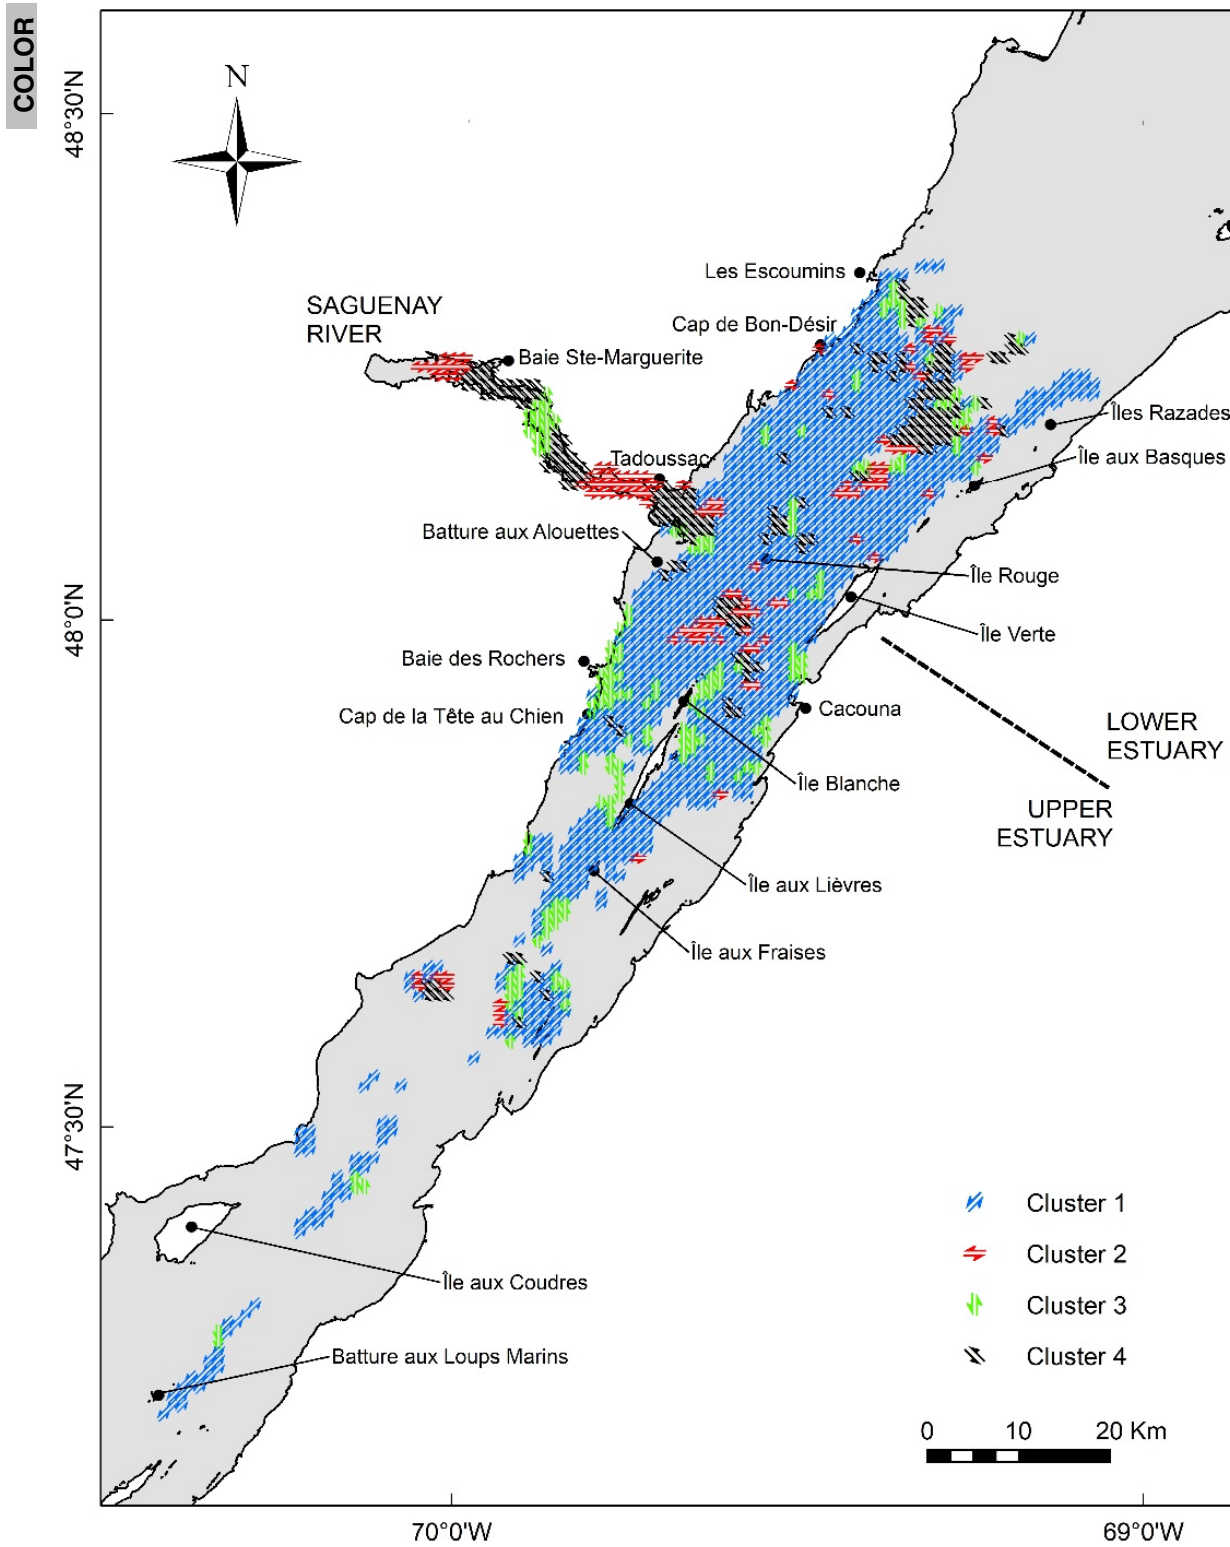 COLOR
N
48°30'N
Les Escoumins
SAGUENAY
RIVER
Cap de Bon-Désir
Baie Ste-Marguerite
Îles Razades
Tadoussac
Île aux Basques
Batture aux Alouettes
Île Rouge
48°0'N
Île Verte
Baie des Rochers
Cap de la Tête au Chien
Cacouna
LOWER
ESTUARY
Île Blanche
UPPER
ESTUARY
Île aux Lièvres
Île aux Fraises
47°30'N
Cluster 1
Cluster 2
Île aux Coudres
Cluster 3
Batture aux Loups Marins
Cluster 4
0 10 20 Km
70°0'W
69°0'W